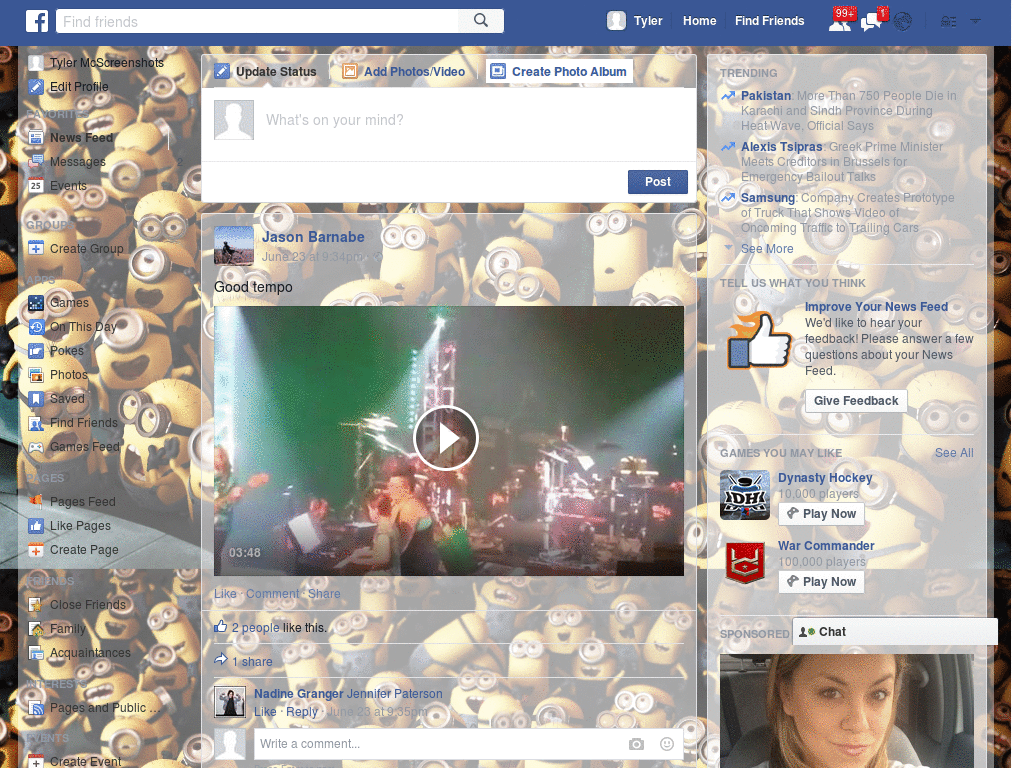 Find friends
Tyler
Home
Find Friends
99+
1
Tyler McScreenshots
Edit Profile
FAVORITES
News Feed
Messages
2
25
Events
GROUPS
Create Group
APPS
Games
On This Day
Pokes
Photos
Saved
Find Friends
Games Feed
PAGES
Pages Feed
Like Pages
Create Page
FRIENDS
Close Friends
Family
Acquaintances
INTERESTS
Pages and Public ...
EVENTS
Create Event
Update Status
Add Photos/Video
Create Photo Album
What's on your mind?
Post
Jason Barnabe
June 23 at 9:34pm ·
Good tempo
03:48
Like · Comment · Share
2 people like this.
1 share
Nadine Granger Jennifer Paterson
Like · Reply · June 23 at 9:35pm
Write a comment...
TRENDING
Pakistan: More Than 750 People Die in
Karachi and Sindh Province During
Heat Wave, Official Says
Alexis Tsipras: Greek Prime Minister
Meets Creditors in Brussels for
Emergency Bailout Talks
Samsung: Company Creates Prototype
of Truck That Shows Video of
Oncoming Traffic to Trailing Cars
See More
TELL US WHAT YOU THINK
Improve Your News Feed
We'd like to hear your
feedback! Please answer a few
questions about your News
Feed.
Give Feedback
GAMES YOU MAY LIKE
See All
DH
Dynasty Hockey
10,000 players
Play Now
War Commander
100,000 players
Play Now
SPONSORED
Chat